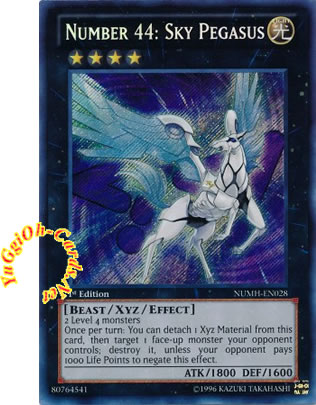 NUMBER 44: SKY PEGASUS
LIGHT
光
YuGgiOh-Cards.Net
1st Edition
NUMH-EN028
[BEAST / XYZ / EFFECT]
2 Level 4 monsters
Once per turn: You can detach 1 Xyz Material from this
card, then target 1 face-up monster your opponent
controls; destroy it, unless your opponent pays
1000 Life Points to negate this effect.
ATK/1800 DEF/1600
80764541
©1996 KAZUKI TAKAHASHI